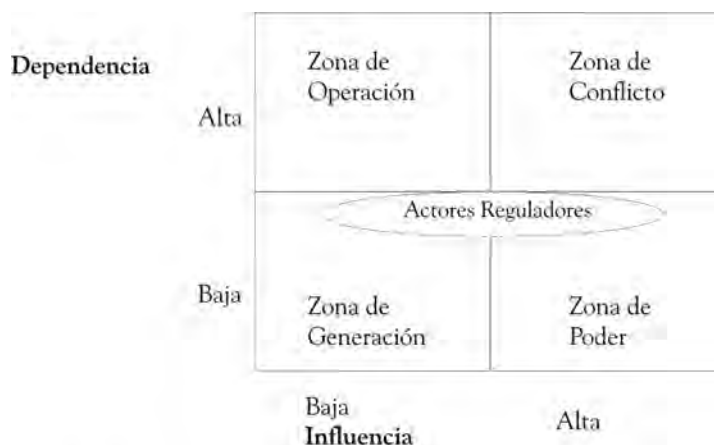 Dependencia
Zona de
Operación
Zona de
Conflicto
Alta
Actores Reguladores
Baja
Zona de
Generación
Zona de
Poder
Baja
Influencia
Alta